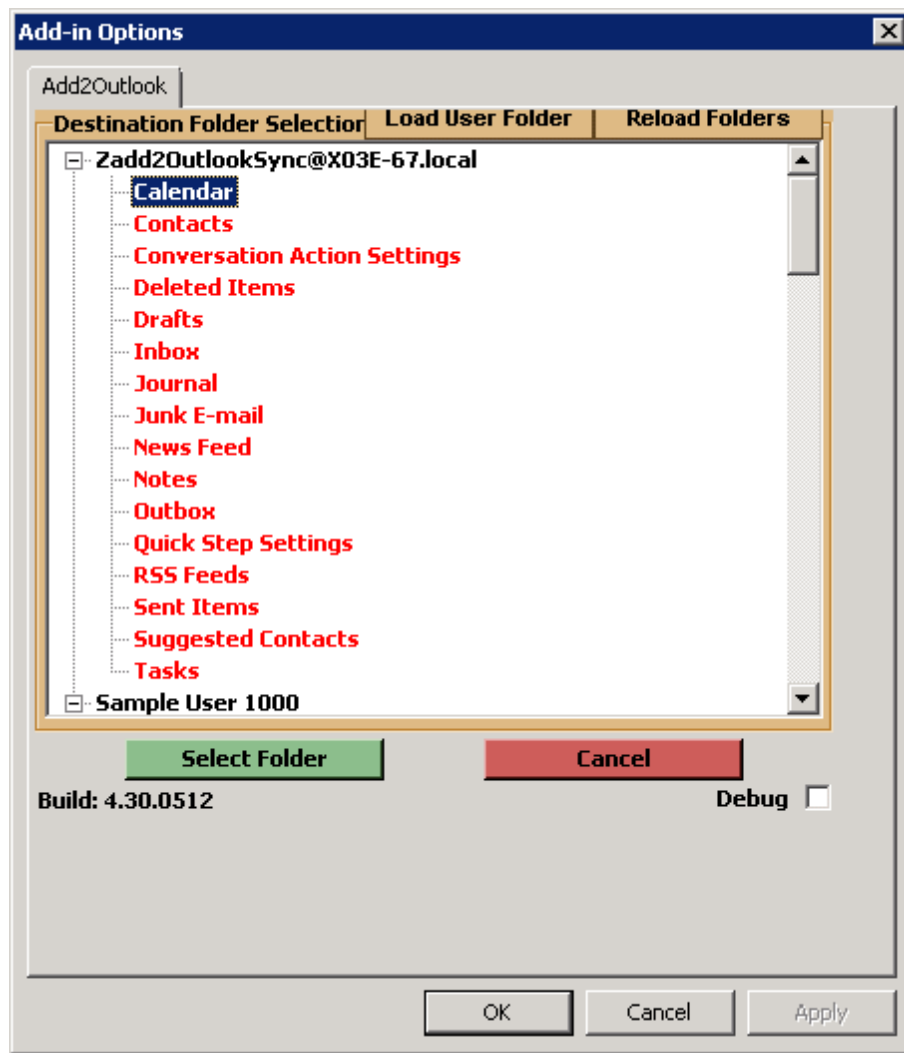 Add-in Options
Add2Outlook
Destination Folder Selection Load User Folder Reload Folders
Zadd2OutlookSync@X03E-67.local
Calendar
Contacts
Conversation Action Settings
Deleted Items
Drafts
Inbox
Journal
Junk E-mail
News Feed
Notes
Outbox
Quick Step Settings
RSS Feeds
Sent Items
Suggested Contacts
Tasks
Sample User 1000
Select Folder Cancel
Build: 4.30.0512 Debug
OK Cancel Apply